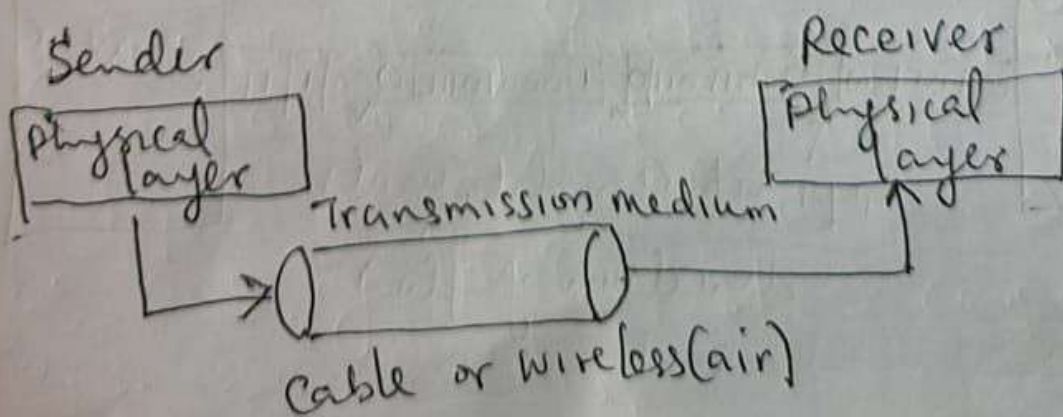 Sender
Receiver
Physical
layer
Physical
layer
Transmission medium
Cable or wireless(air)